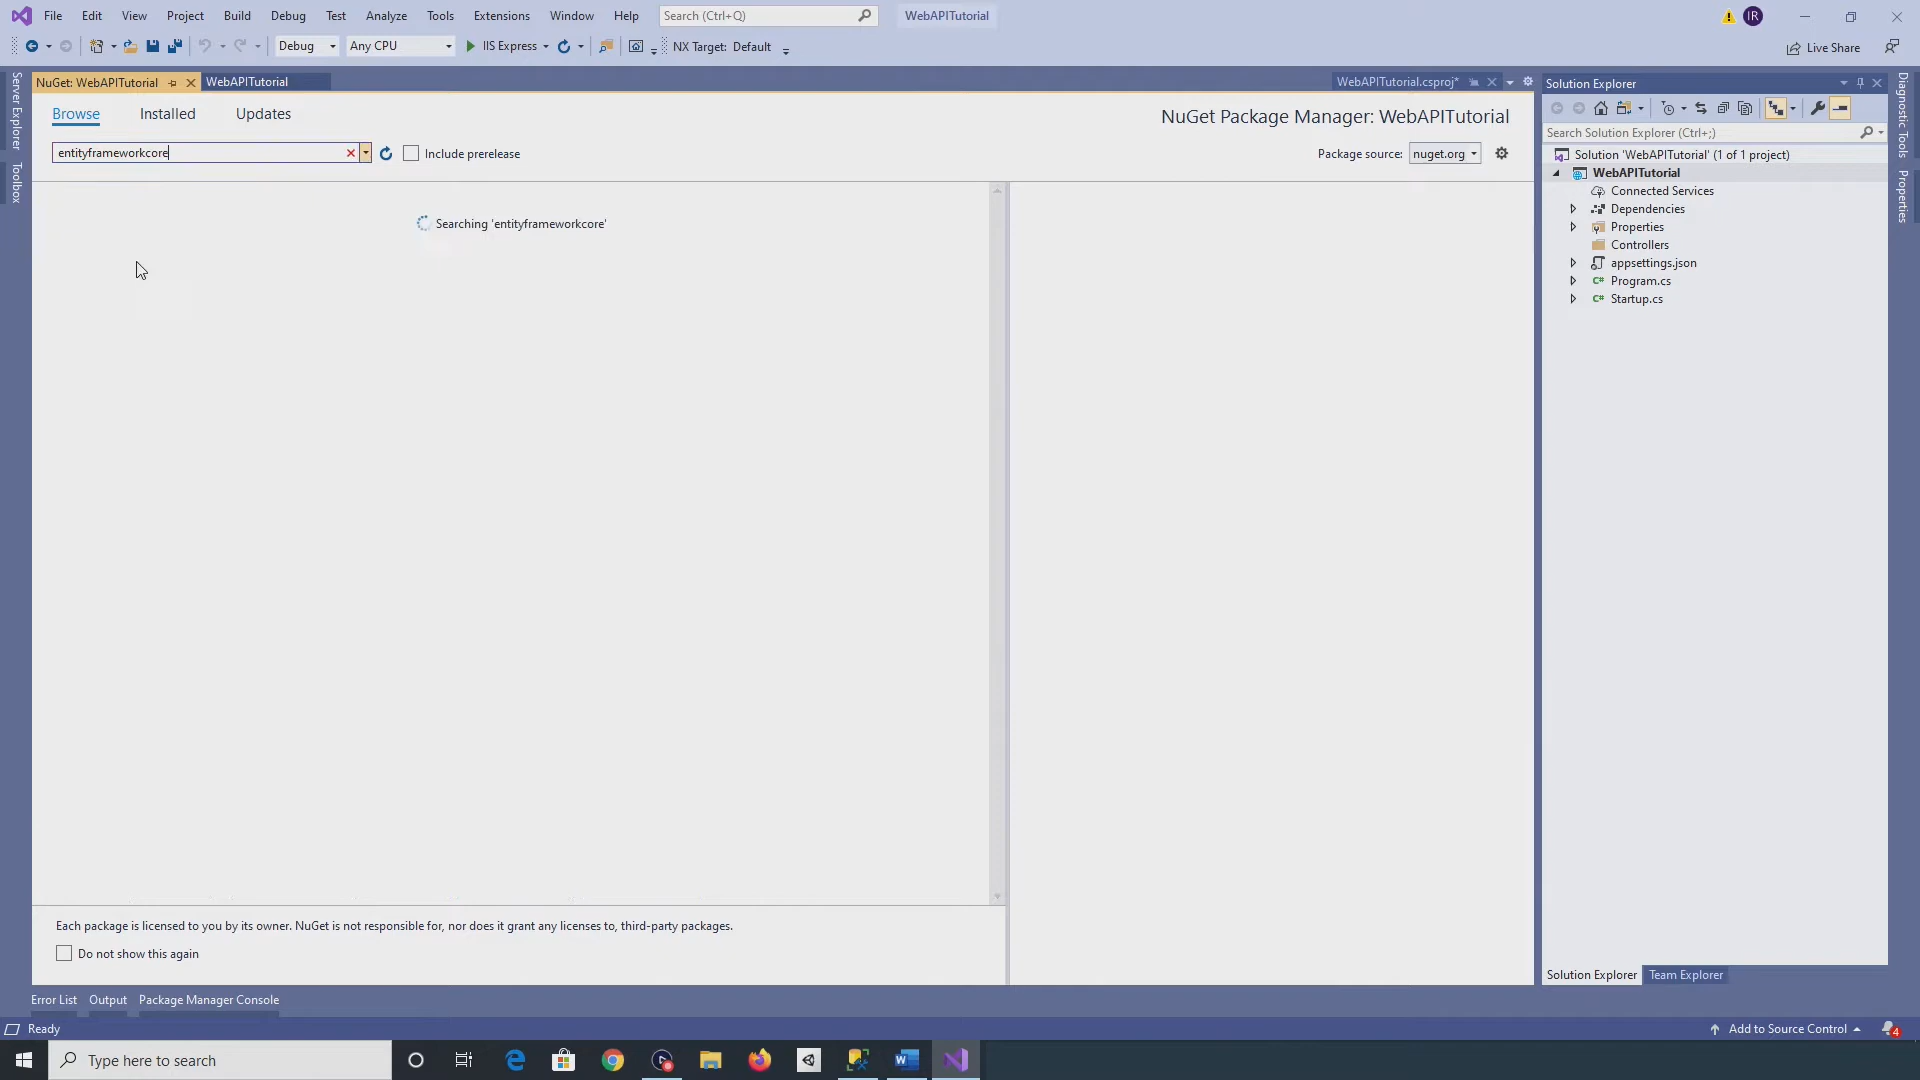 File Edit View Project Build Debug Test Analyze Tools Extensions Window Help Search (Ctrl+Q) WebAPITutorial IR
Debug Any CPU IIS Express NX Target: Default Live Share
NuGet: WebAPITutorial WebAPITutorial WebAPITutorial.csproj*
Browse Installed Updates
NuGet Package Manager: WebAPITutorial
entityframeworkcore Include prerelease Package source: nuget.org
Searching 'entityframeworkcore'
Each package is licensed to you by its owner. NuGet is not responsible for, nor does it grant any licenses to, third-party packages.
Do not show this again
Server Explorer
Toolbox
Solution Explorer
Search Solution Explorer (Ctrl+;)
Solution 'WebAPITutorial' (1 of 1 project)
WebAPITutorial
Connected Services
Dependencies
Properties
Controllers
appsettings.json
C# Program.cs
C# Startup.cs
Solution Explorer Team Explorer
Diagnostic Tools
Properties
Error List Output Package Manager Console
Ready Add to Source Control 4
Type here to search